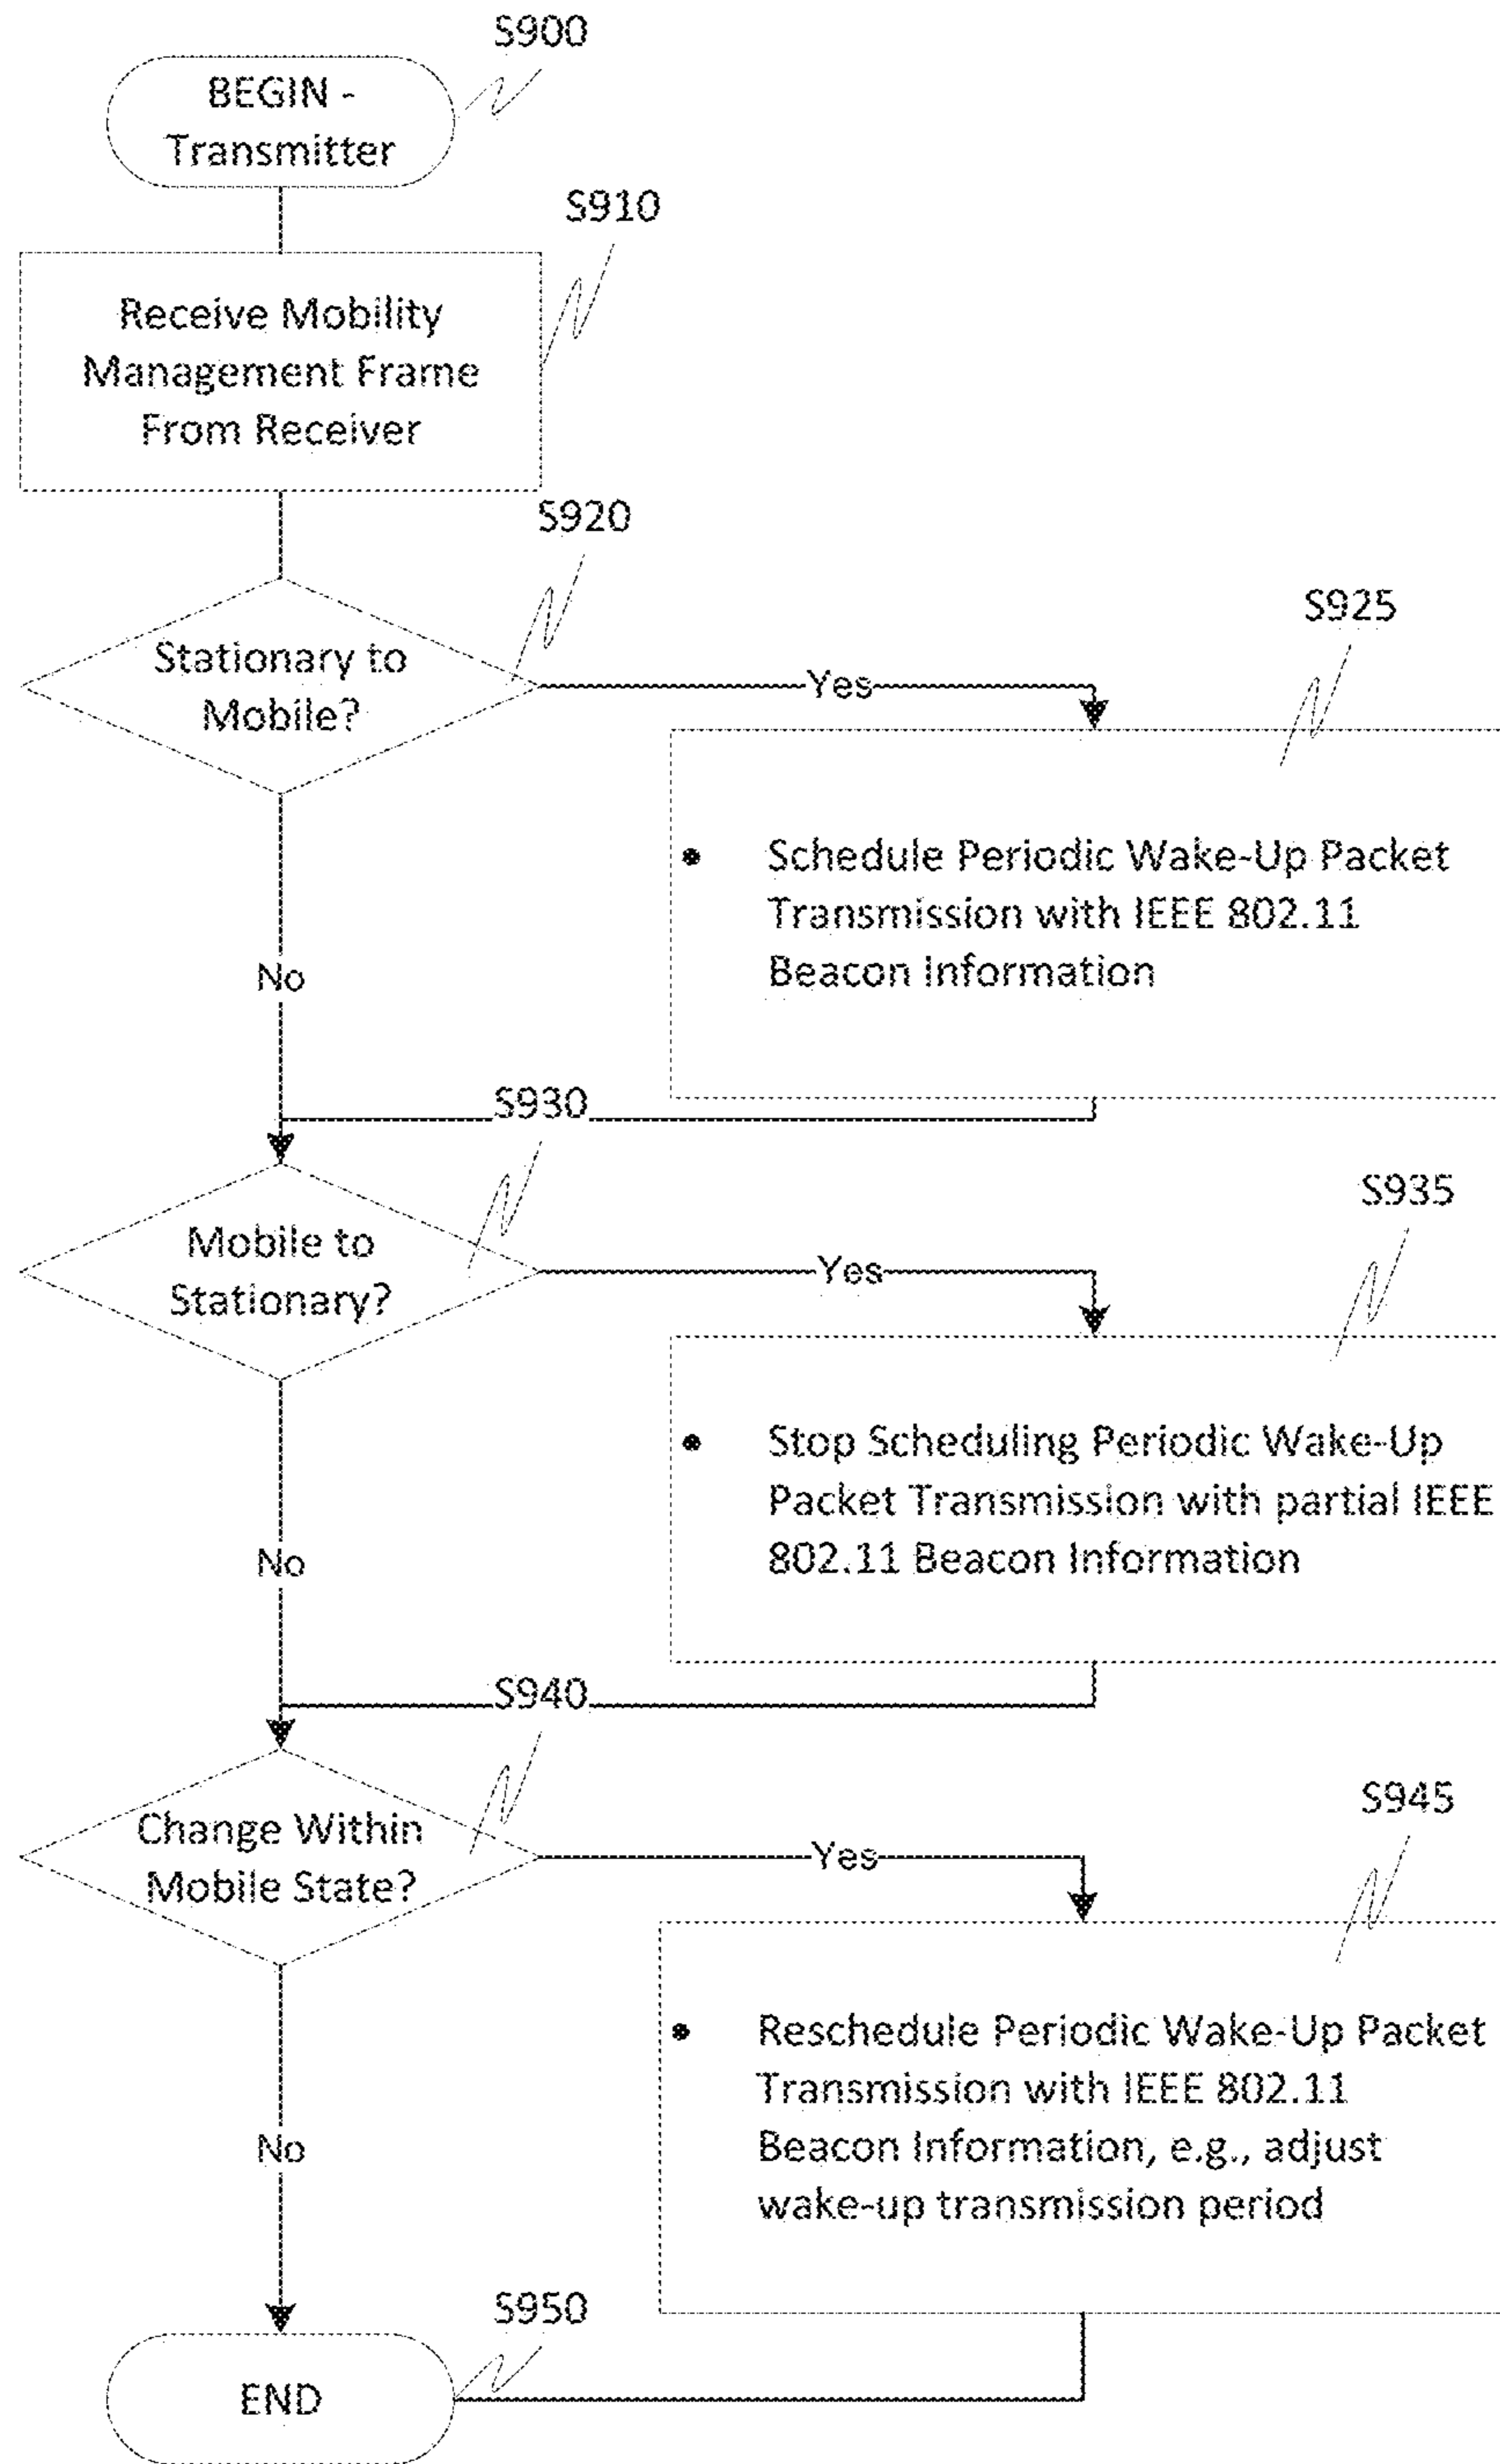 S900
BEGIN -
Transmitter
S910
Receive Mobility
Management Frame
From Receiver
S920
Stationary to
Mobile?
Yes
S925
• Schedule Periodic Wake-Up Packet
Transmission with IEEE 802.11
Beacon Information
No
S930
Mobile to
Stationary?
Yes
S935
• Stop Scheduling Periodic Wake-Up
Packet Transmission with partial IEEE
802.11 Beacon Information
No
S940
Change Within
Mobile State?
Yes
S945
• Reschedule Periodic Wake-Up Packet
Transmission with IEEE 802.11
Beacon Information, e.g., adjust
wake-up transmission period
No
S950
END